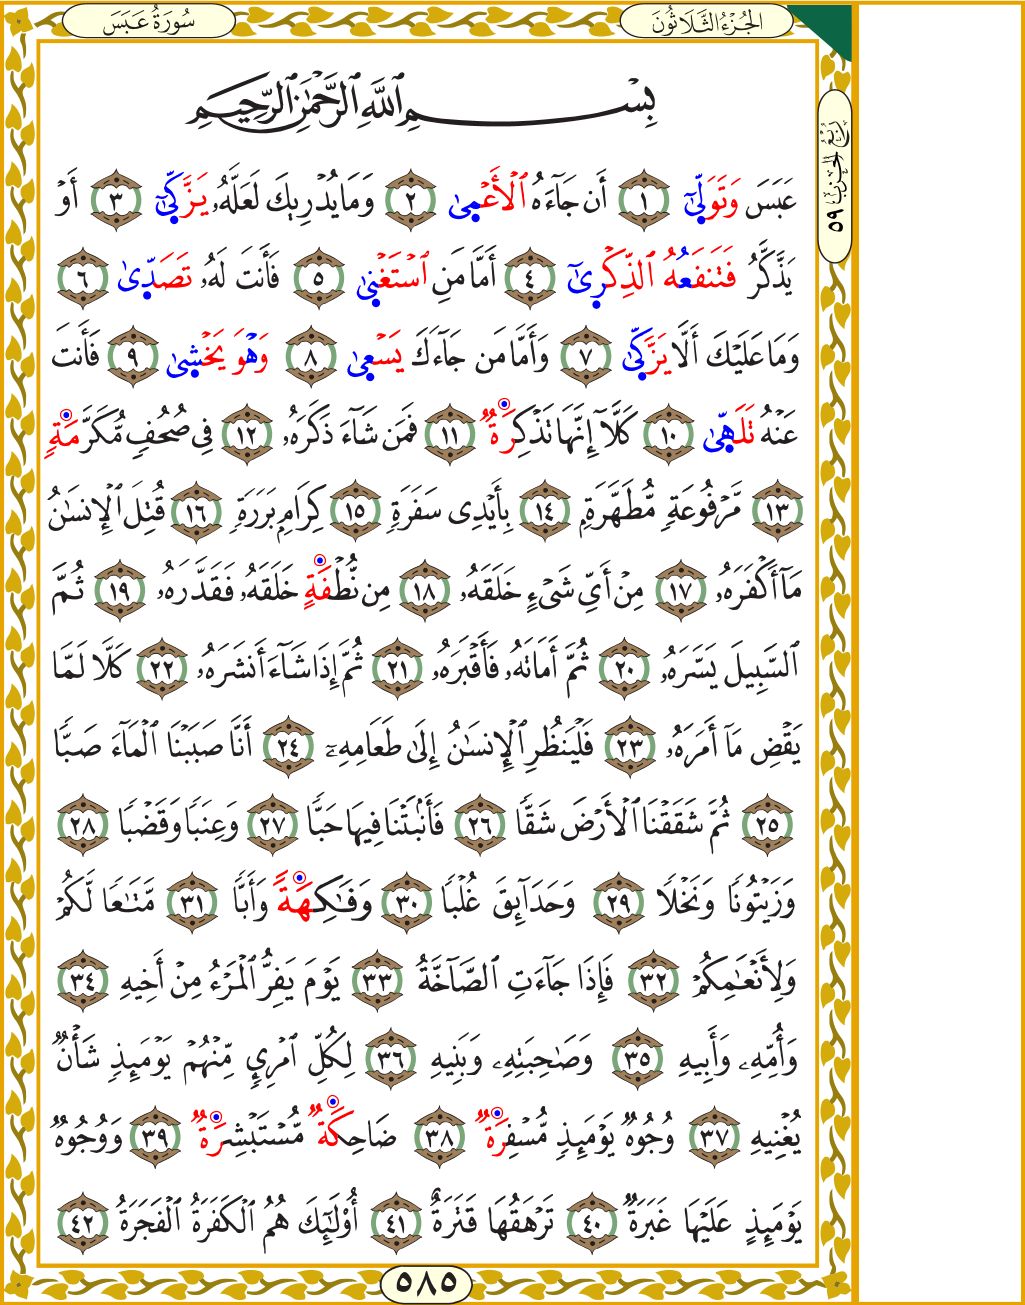 سُورَةُ عَبَسَ
الجُزْءُ الثَّلَاثُونَ
رُبْعُ الحِزْبِ ٥٩
بِسْمِ ٱللَّهِ ٱلرَّحْمَٰنِ ٱلرَّحِيمِ
عَبَسَ وَتَوَلَّىٰٓ ١ أَن جَآءَهُ ٱلْأَعْمَىٰ ٢ وَمَا يُدْرِيكَ لَعَلَّهُۥ يَزَّكَّىٰٓ ٣ أَوْ
يَذَّكَّرُ فَتَنفَعُهُ ٱلذِّكْرَىٰٓ ٤ أَمَّا مَنِ ٱسْتَغْنَىٰ ٥ فَأَنتَ لَهُۥ تَصَدَّىٰ ٦
وَمَا عَلَيْكَ أَلَّا يَزَّكَّىٰ ٧ وَأَمَّا مَن جَآءَكَ يَسْعَىٰ ٨ وَهْوَ يَخْشَىٰ ٩ فَأَنتَ
عَنْهُ تَلَهَّىٰ ١٠ كَلَّآ إِنَّهَا تَذْكِرَةٌ ١١ فَمَن شَآءَ ذَكَرَهُۥ ١٢ فِى صُحُفٍ مُّكَرَّمَةٍ
١٣ مَّرْفُوعَةٍ مُّطَهَّرَةٍۭ ١٤ بِأَيْدِى سَفَرَةٍ ١٥ كِرَامٍۭ بَرَرَةٍ ١٦ قُتِلَ ٱلْإِنسَٰنُ
مَآ أَكْفَرَهُۥ ١٧ مِنْ أَىِّ شَىْءٍ خَلَقَهُۥ ١٨ مِن نُّطْفَةٍ خَلَقَهُۥ فَقَدَّرَهُۥ ١٩ ثُمَّ
ٱلسَّبِيلَ يَسَّرَهُۥ ٢٠ ثُمَّ أَمَاتَهُۥ فَأَقْبَرَهُۥ ٢١ ثُمَّ إِذَا شَآءَ أَنشَرَهُۥ ٢٢ كَلَّا لَمَّا
يَقْضِ مَآ أَمَرَهُۥ ٢٣ فَلْيَنظُرِ ٱلْإِنسَٰنُ إِلَىٰ طَعَامِهِۦٓ ٢٤ أَنَّا صَبَبْنَا ٱلْمَآءَ صَبًّا
٢٥ ثُمَّ شَقَقْنَا ٱلْأَرْضَ شَقًّا ٢٦ فَأَنۢبَتْنَا فِيهَا حَبًّا ٢٧ وَعِنَبًا وَقَضْبًا ٢٨
وَزَيْتُونًا وَنَخْلًا ٢٩ وَحَدَآئِقَ غُلْبًا ٣٠ وَفَٰكِهَةً وَأَبًّا ٣١ مَّتَٰعًا لَّكُمْ
وَلِأَنْعَٰمِكُمْ ٣٢ فَإِذَا جَآءَتِ ٱلصَّآخَّةُ ٣٣ يَوْمَ يَفِرُّ ٱلْمَرْءُ مِنْ أَخِيهِ ٣٤
وَأُمِّهِۦ وَأَبِيهِ ٣٥ وَصَٰحِبَتِهِۦ وَبَنِيهِ ٣٦ لِكُلِّ ٱمْرِئٍ مِّنْهُمْ يَوْمَئِذٍ شَأْنٌ
يُغْنِيهِ ٣٧ وُجُوهٌ يَوْمَئِذٍ مُّسْفِرَةٌ ٣٨ ضَاحِكَةٌ مُّسْتَبْشِرَةٌ ٣٩ وَوُجُوهٌ
يَوْمَئِذٍ عَلَيْهَا غَبَرَةٌ ٤٠ تَرْهَقُهَا قَتَرَةٌ ٤١ أُوْلَٰٓئِكَ هُمُ ٱلْكَفَرَةُ ٱلْفَجَرَةُ ٤٢
٥٨٥